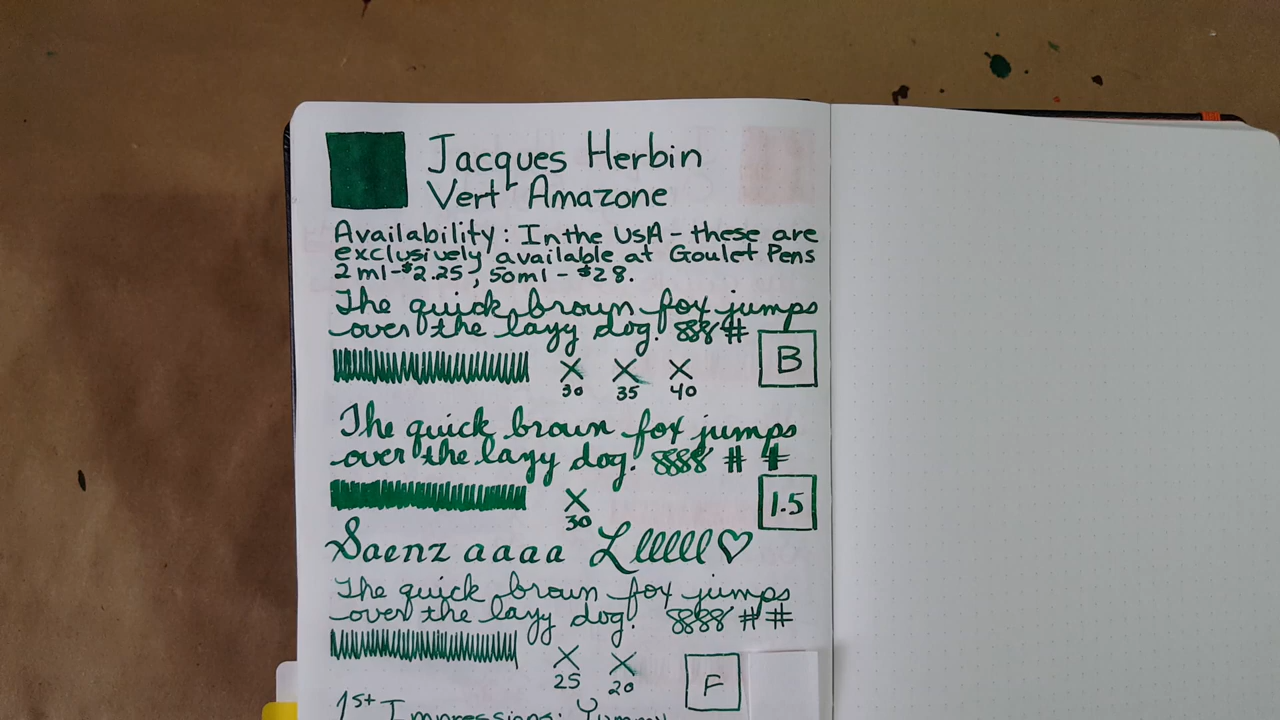 Jacques Herbin
Vert Amazone
Availability: In the USA - these are
exclusively available at Goulet Pens
2ml-$2.25, 50ml - $28.
The quick brown fox jumps
over the lazy dog. 888 #
B
30 35 40
The quick brown fox jumps
over the lazy dog. 8888 # #
1.5
30
Saenz aaaa Llllll♡
The quick brown fox jumps
over the lazy dog. 8888 # #
25 20
F
1st Impressions: Yummy